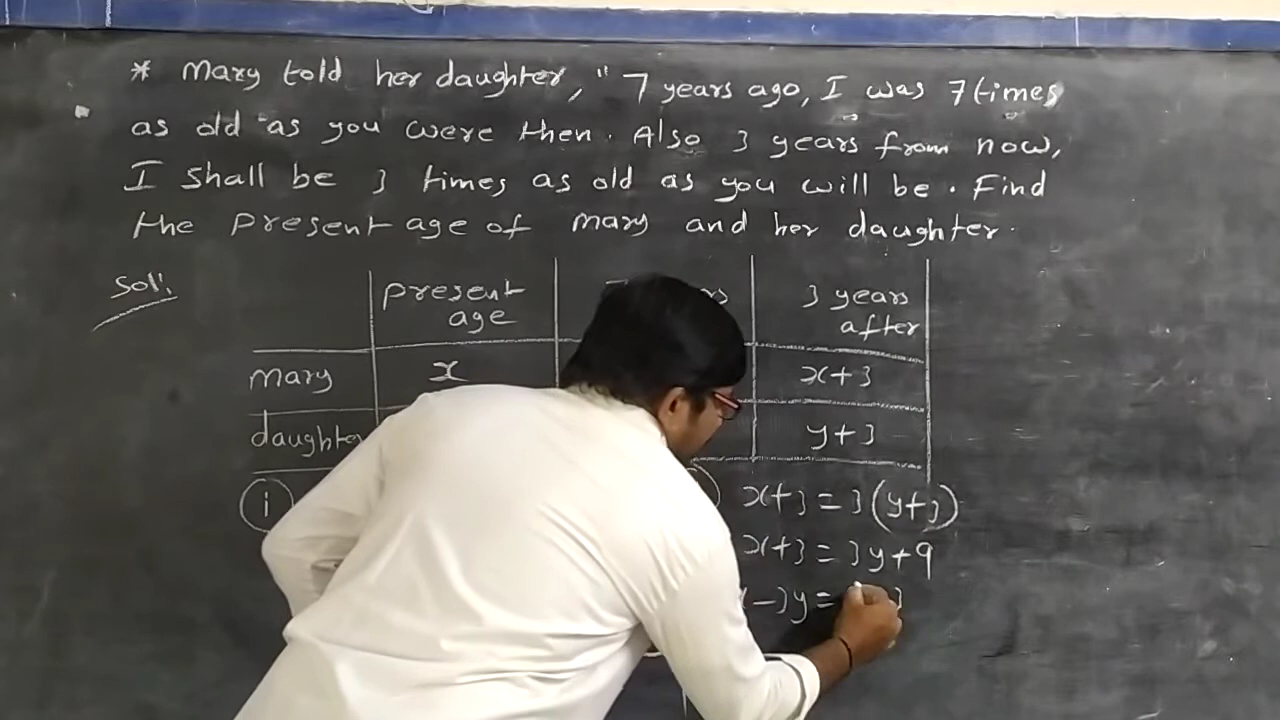 * Mary told her daughter, " 7 years ago, I was 7 times
as old as you were then. Also 3 years from now,
I shall be 3 times as old as you will be. Find
the present age of Mary and her daughter.
Sol:
present age
3 years after
Mary x x+3
daughter y+3
i x+3 = 3(y+3)
x+3 = 3y+9
-3y =